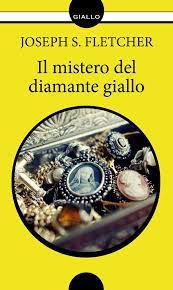 GIALLO
JOSEPH S. FLETCHER
Il mistero del
diamante giallo